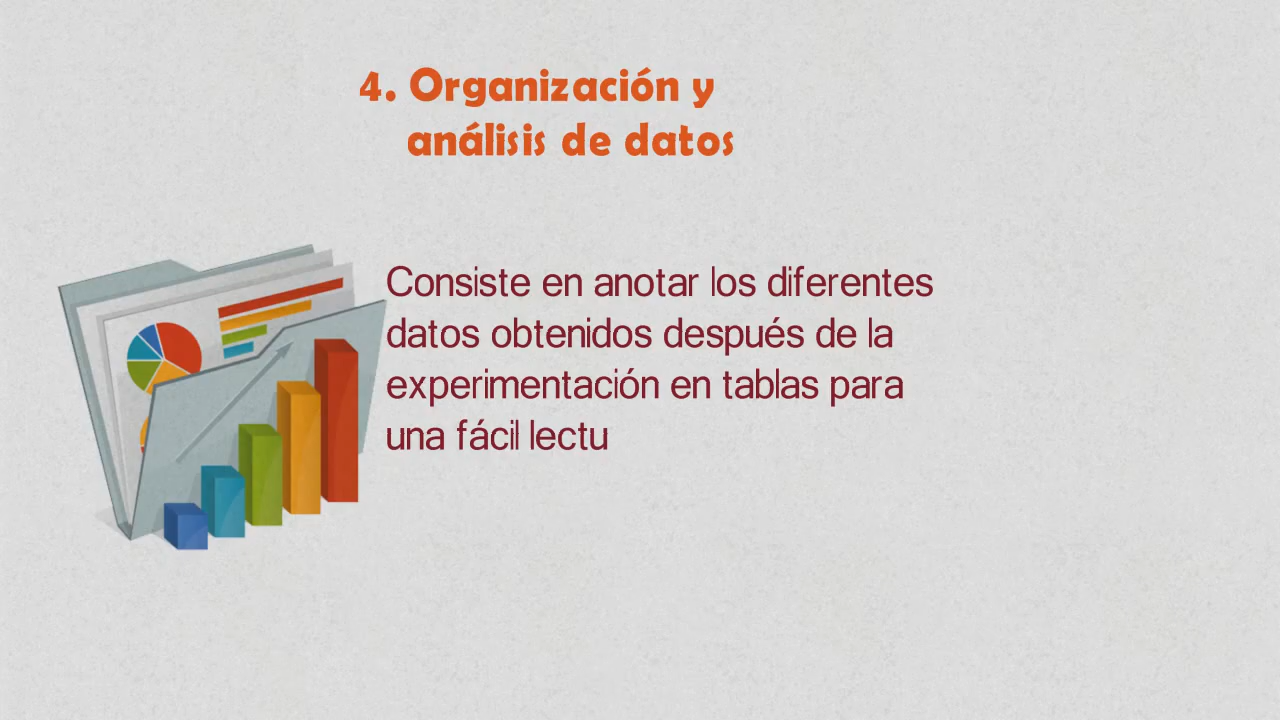 4. Organización y
análisis de datos
Consiste en anotar los diferentes
datos obtenidos después de la
experimentación en tablas para
una fácil lectu